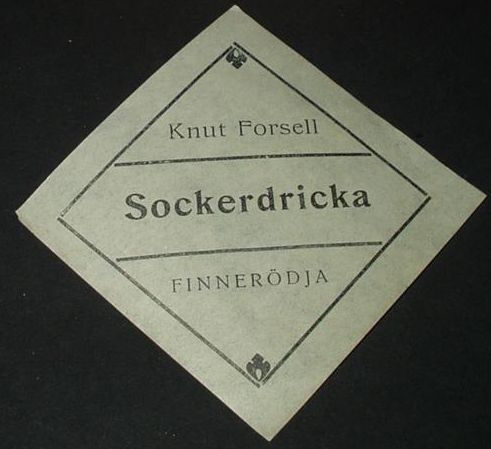 Knut Forsell
Sockerdricka
FINNERÖDJA